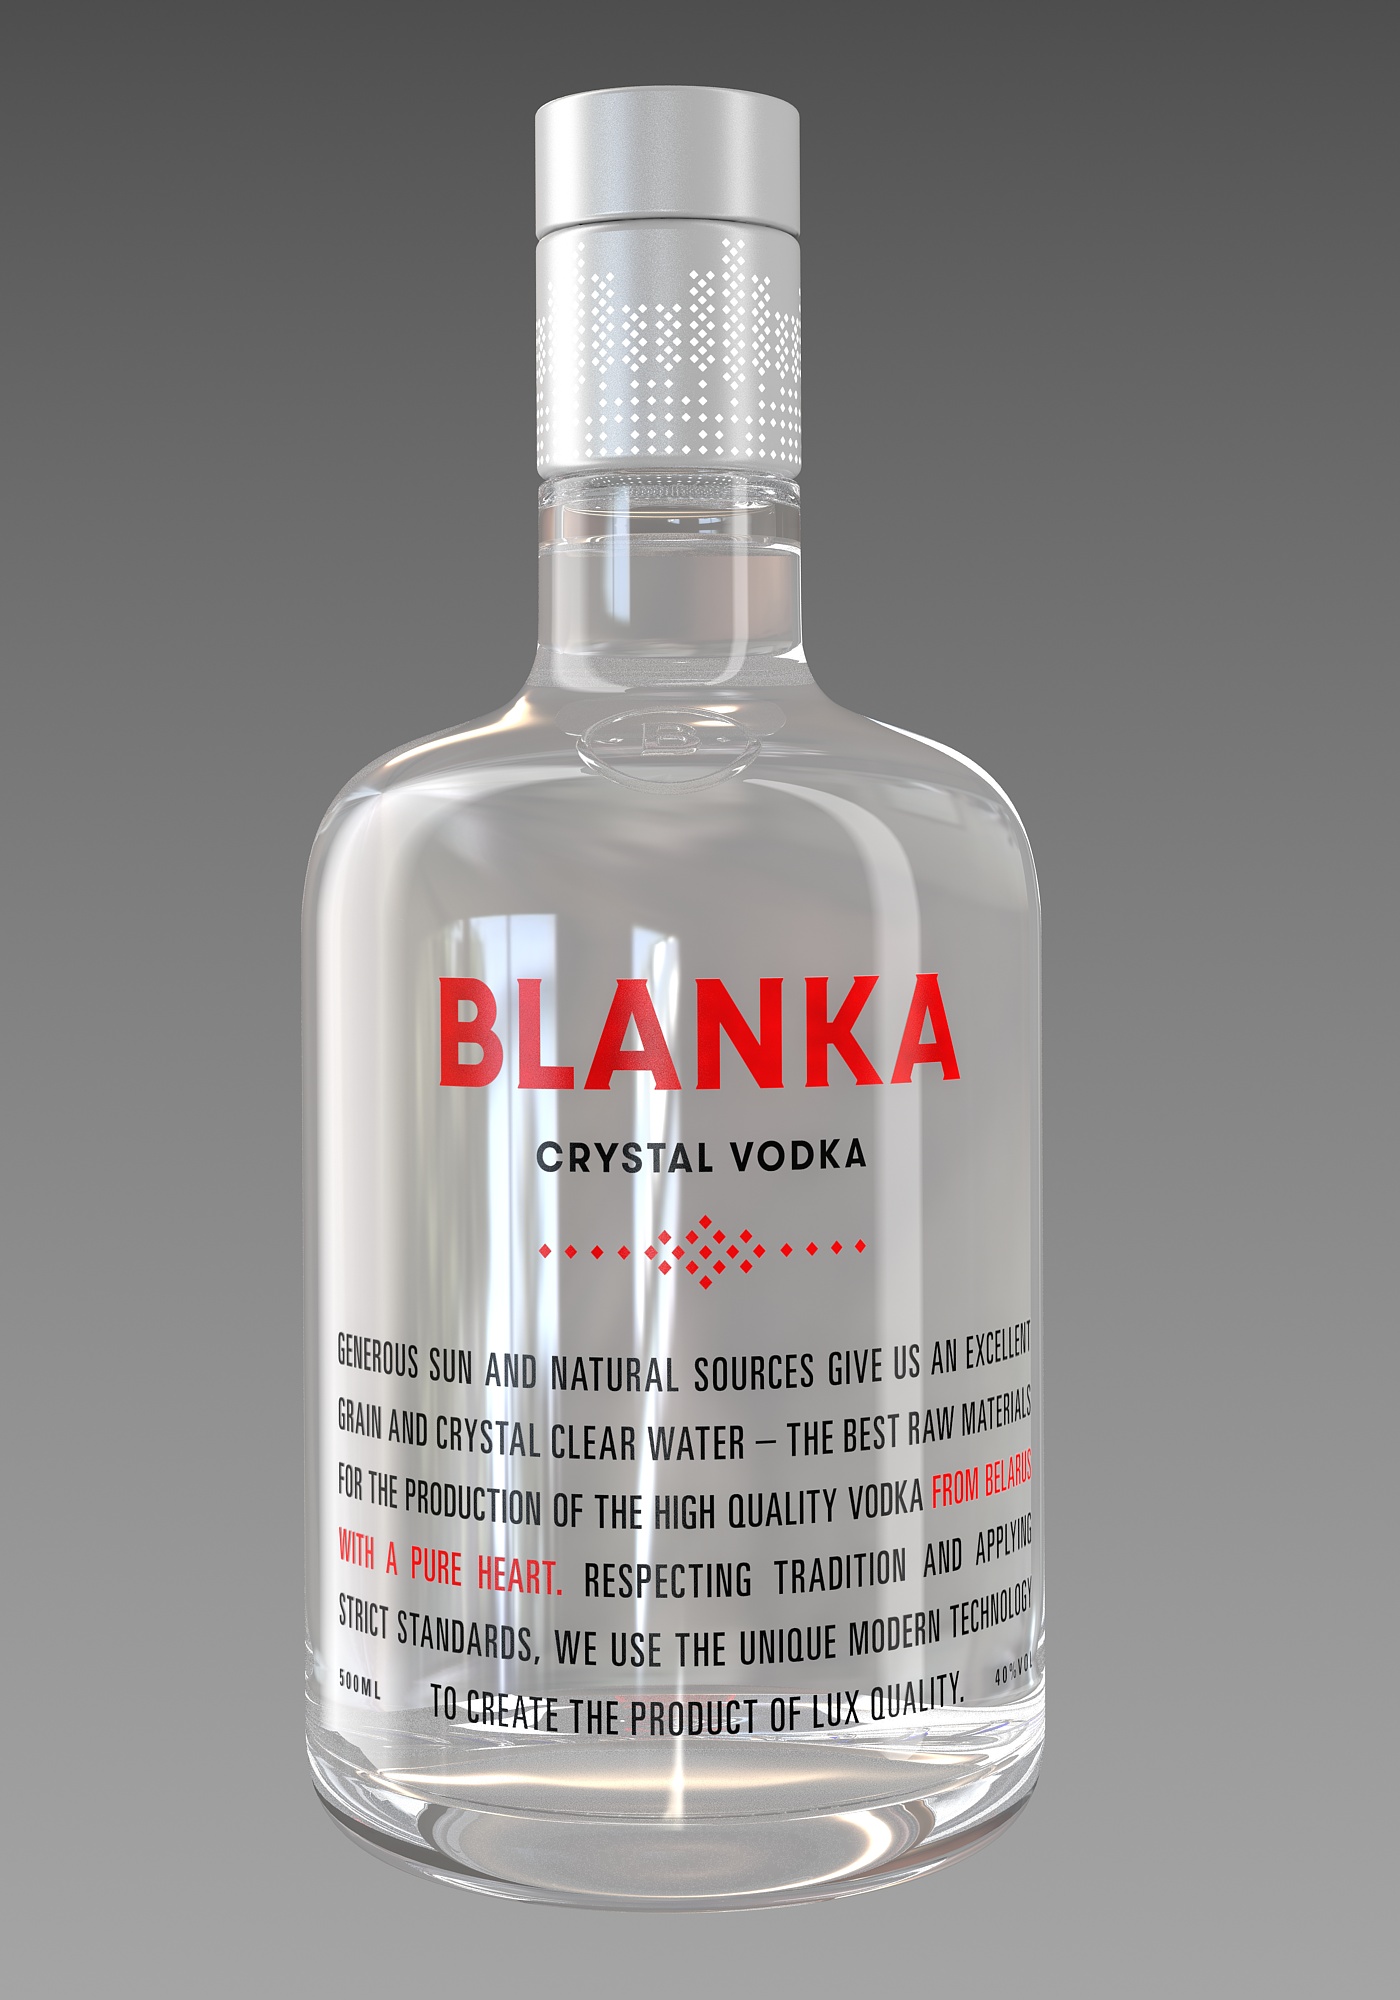 B
BLANKA
CRYSTAL VODKA
GENEROUS SUN AND NATURAL SOURCES GIVE US AN EXCELLENT
GRAIN AND CRYSTAL CLEAR WATER – THE BEST RAW MATERIALS
FOR THE PRODUCTION OF THE HIGH QUALITY VODKA FROM BELARUS
WITH A PURE HEART. RESPECTING TRADITION AND APPLYING
STRICT STANDARDS, WE USE THE UNIQUE MODERN TECHNOLOGY
TO CREATE THE PRODUCT OF LUX QUALITY.
500ML
40%VOL